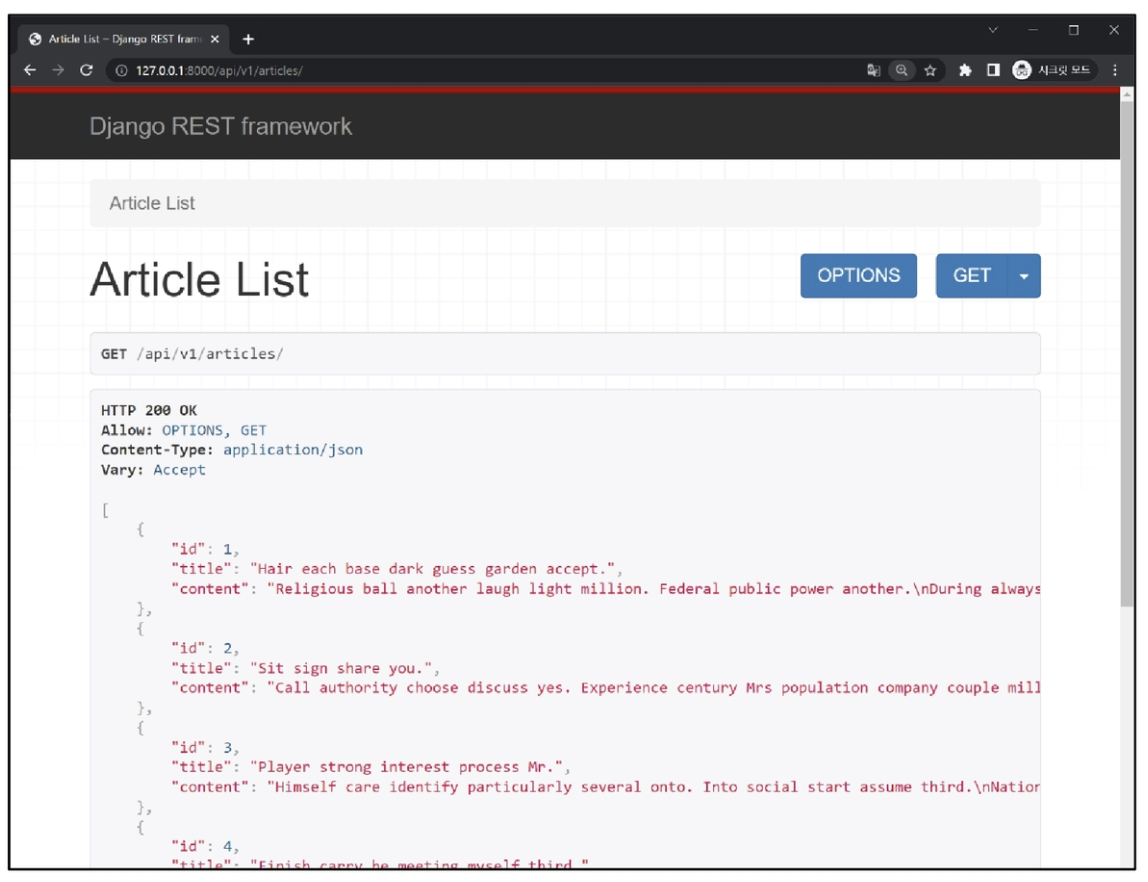 Article List – Django REST fram
127.0.0.1:8000/api/v1/articles/
시크릿 모드
Django REST framework
Article List
Article List
OPTIONS
GET
GET /api/v1/articles/
HTTP 200 OK
Allow: OPTIONS, GET
Content-Type: application/json
Vary: Accept
[
{
"id": 1,
"title": "Hair each base dark guess garden accept.",
"content": "Religious ball another laugh light million. Federal public power another.\nDuring always
},
{
"id": 2,
"title": "Sit sign share you.",
"content": "Call authority choose discuss yes. Experience century Mrs population company couple mill
},
{
"id": 3,
"title": "Player strong interest process Mr.",
"content": "Himself care identify particularly several onto. Into social start assume third.\nNation
},
{
"id": 4,
"title": "Finish carry be meeting myself third."